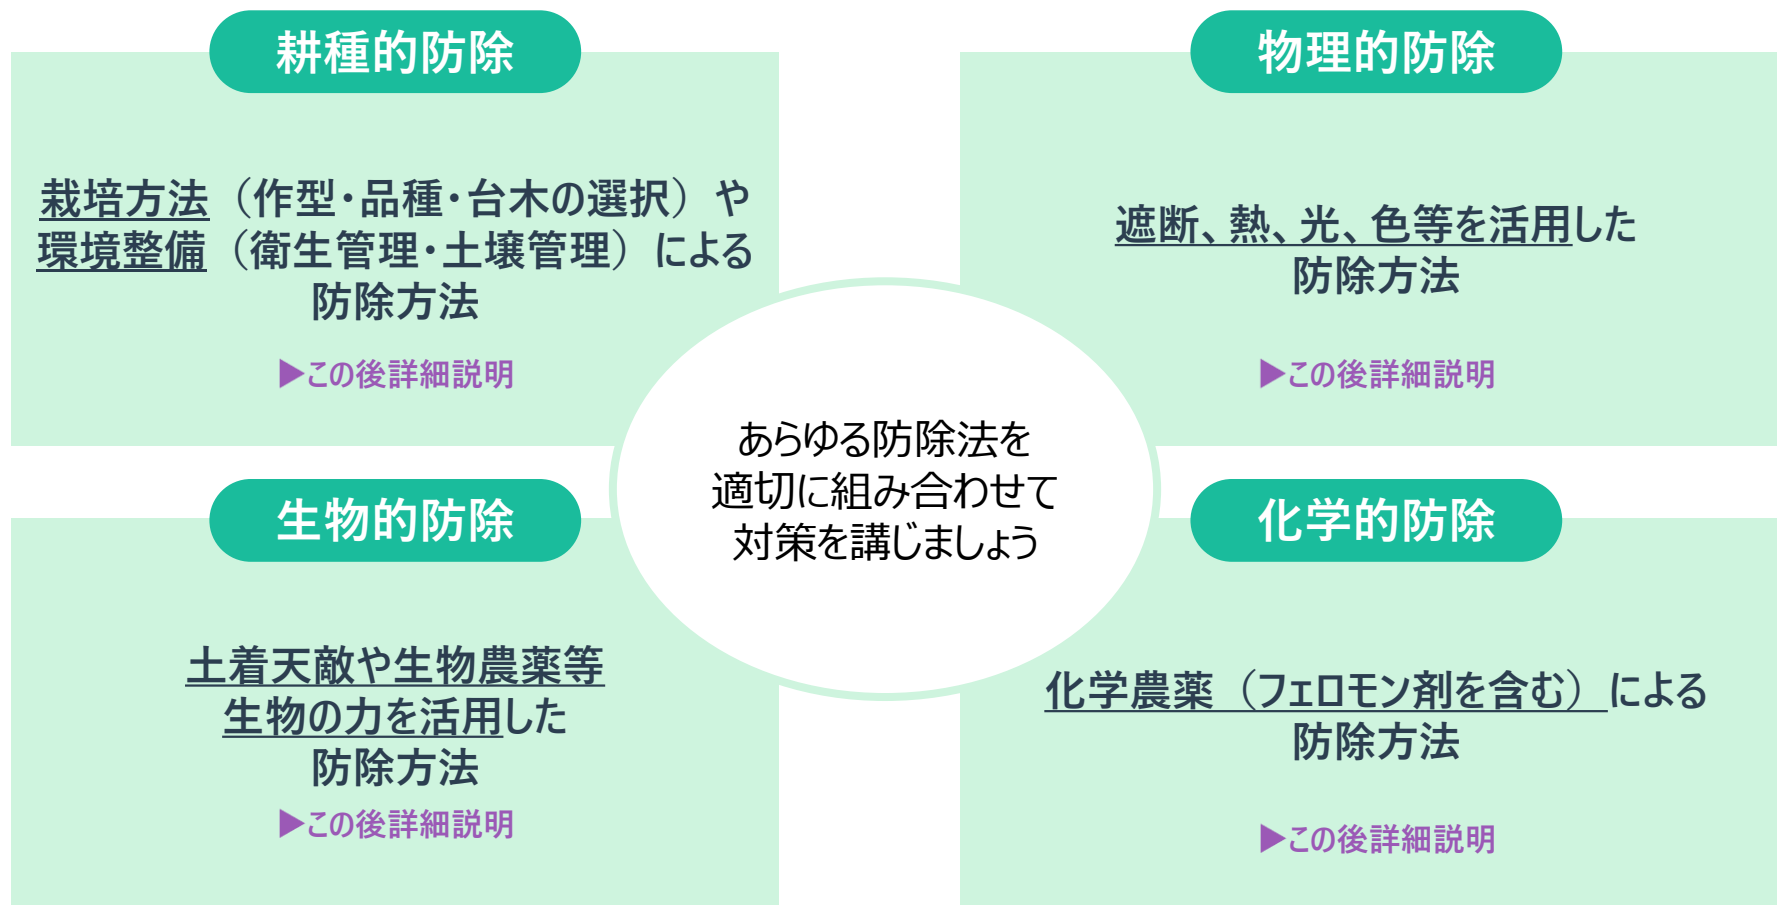 耕種的防除
栽培方法（作型・品種・台木の選択）や
環境整備（衛生管理・土壌管理）による
防除方法
▶この後詳細説明
物理的防除
遮断、熱、光、色等を活用した
防除方法
▶この後詳細説明
あらゆる防除法を
適切に組み合わせて
対策を講じましょう
生物的防除
土着天敵や生物農薬等
生物の力を活用した
防除方法
▶この後詳細説明
化学的防除
化学農薬（フェロモン剤を含む）による
防除方法
▶この後詳細説明